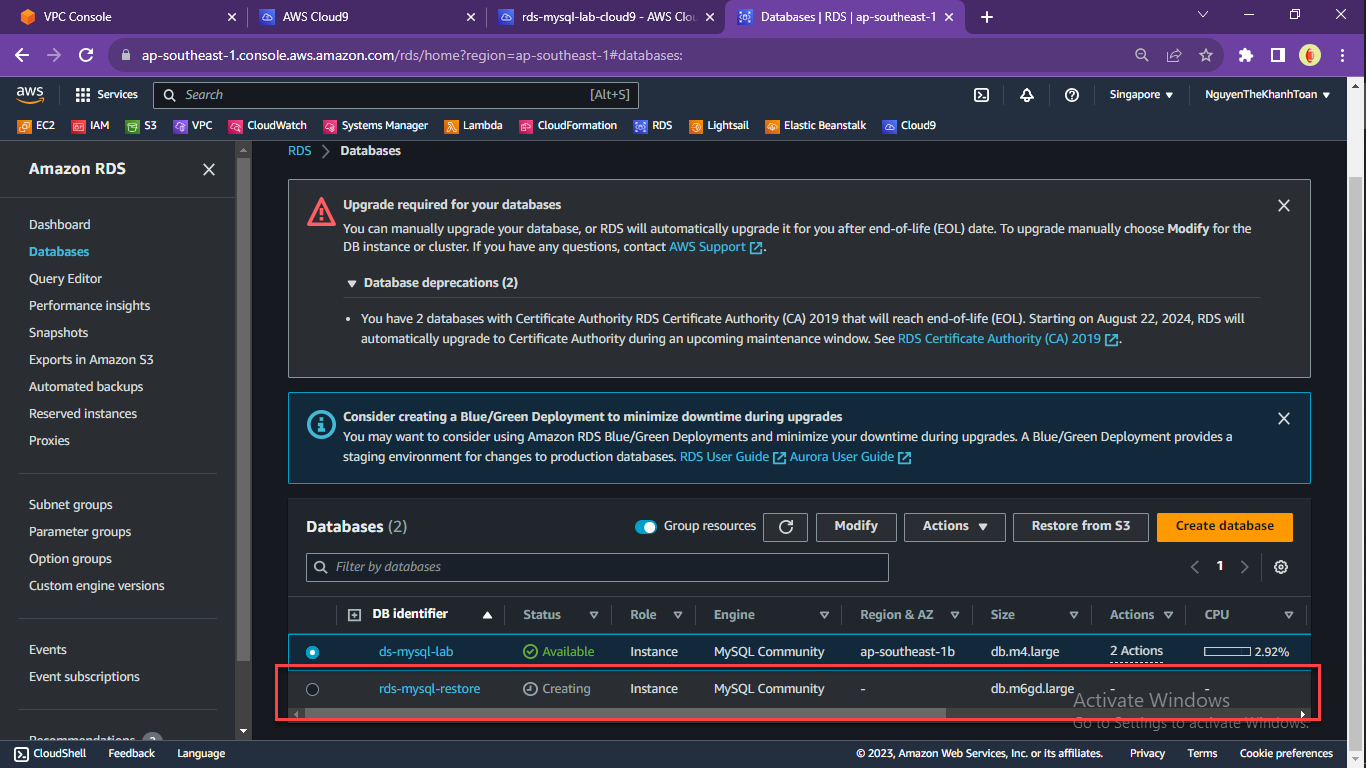 VPC Console
AWS Cloud9
rds-mysql-lab-cloud9 - AWS Clou
Databases | RDS | ap-southeast-1
ap-southeast-1.console.aws.amazon.com/rds/home?region=ap-southeast-1#databases:
aws
Services
Search
[Alt+S]
Singapore
NguyenTheKhanhToan
EC2
IAM
S3
VPC
CloudWatch
Systems Manager
Lambda
CloudFormation
RDS
Lightsail
Elastic Beanstalk
Cloud9
Amazon RDS
Dashboard
Databases
Query Editor
Performance insights
Snapshots
Exports in Amazon S3
Automated backups
Reserved instances
Proxies
Subnet groups
Parameter groups
Option groups
Custom engine versions
Events
Event subscriptions
Recommendations
RDS
Databases
Upgrade required for your databases
You can manually upgrade your database, or RDS will automatically upgrade it for you after end-of-life (EOL) date. To upgrade manually choose Modify for the
DB instance or cluster. If you have any questions, contact AWS Support.
Database deprecations (2)
• You have 2 databases with Certificate Authority RDS Certificate Authority (CA) 2019 that will reach end-of-life (EOL). Starting on August 22, 2024, RDS will
automatically upgrade to Certificate Authority during an upcoming maintenance window. See RDS Certificate Authority (CA) 2019.
Consider creating a Blue/Green Deployment to minimize downtime during upgrades
You may want to consider using Amazon RDS Blue/Green Deployments and minimize your downtime during upgrades. A Blue/Green Deployment provides a
staging environment for changes to production databases. RDS User Guide Aurora User Guide
Databases (2)
Group resources
Modify
Actions
Restore from S3
Create database
Filter by databases
1
DB identifier
Status
Role
Engine
Region & AZ
Size
Actions
CPU
ds-mysql-lab
Available
Instance
MySQL Community
ap-southeast-1b
db.m4.large
2 Actions
2.92%
rds-mysql-restore
Creating
Instance
MySQL Community
-
db.m6gd.large
-
-
Activate Windows
Go to Settings to activate Windows.
CloudShell
Feedback
Language
© 2023, Amazon Web Services, Inc. or its affiliates.
Privacy
Terms
Cookie preferences